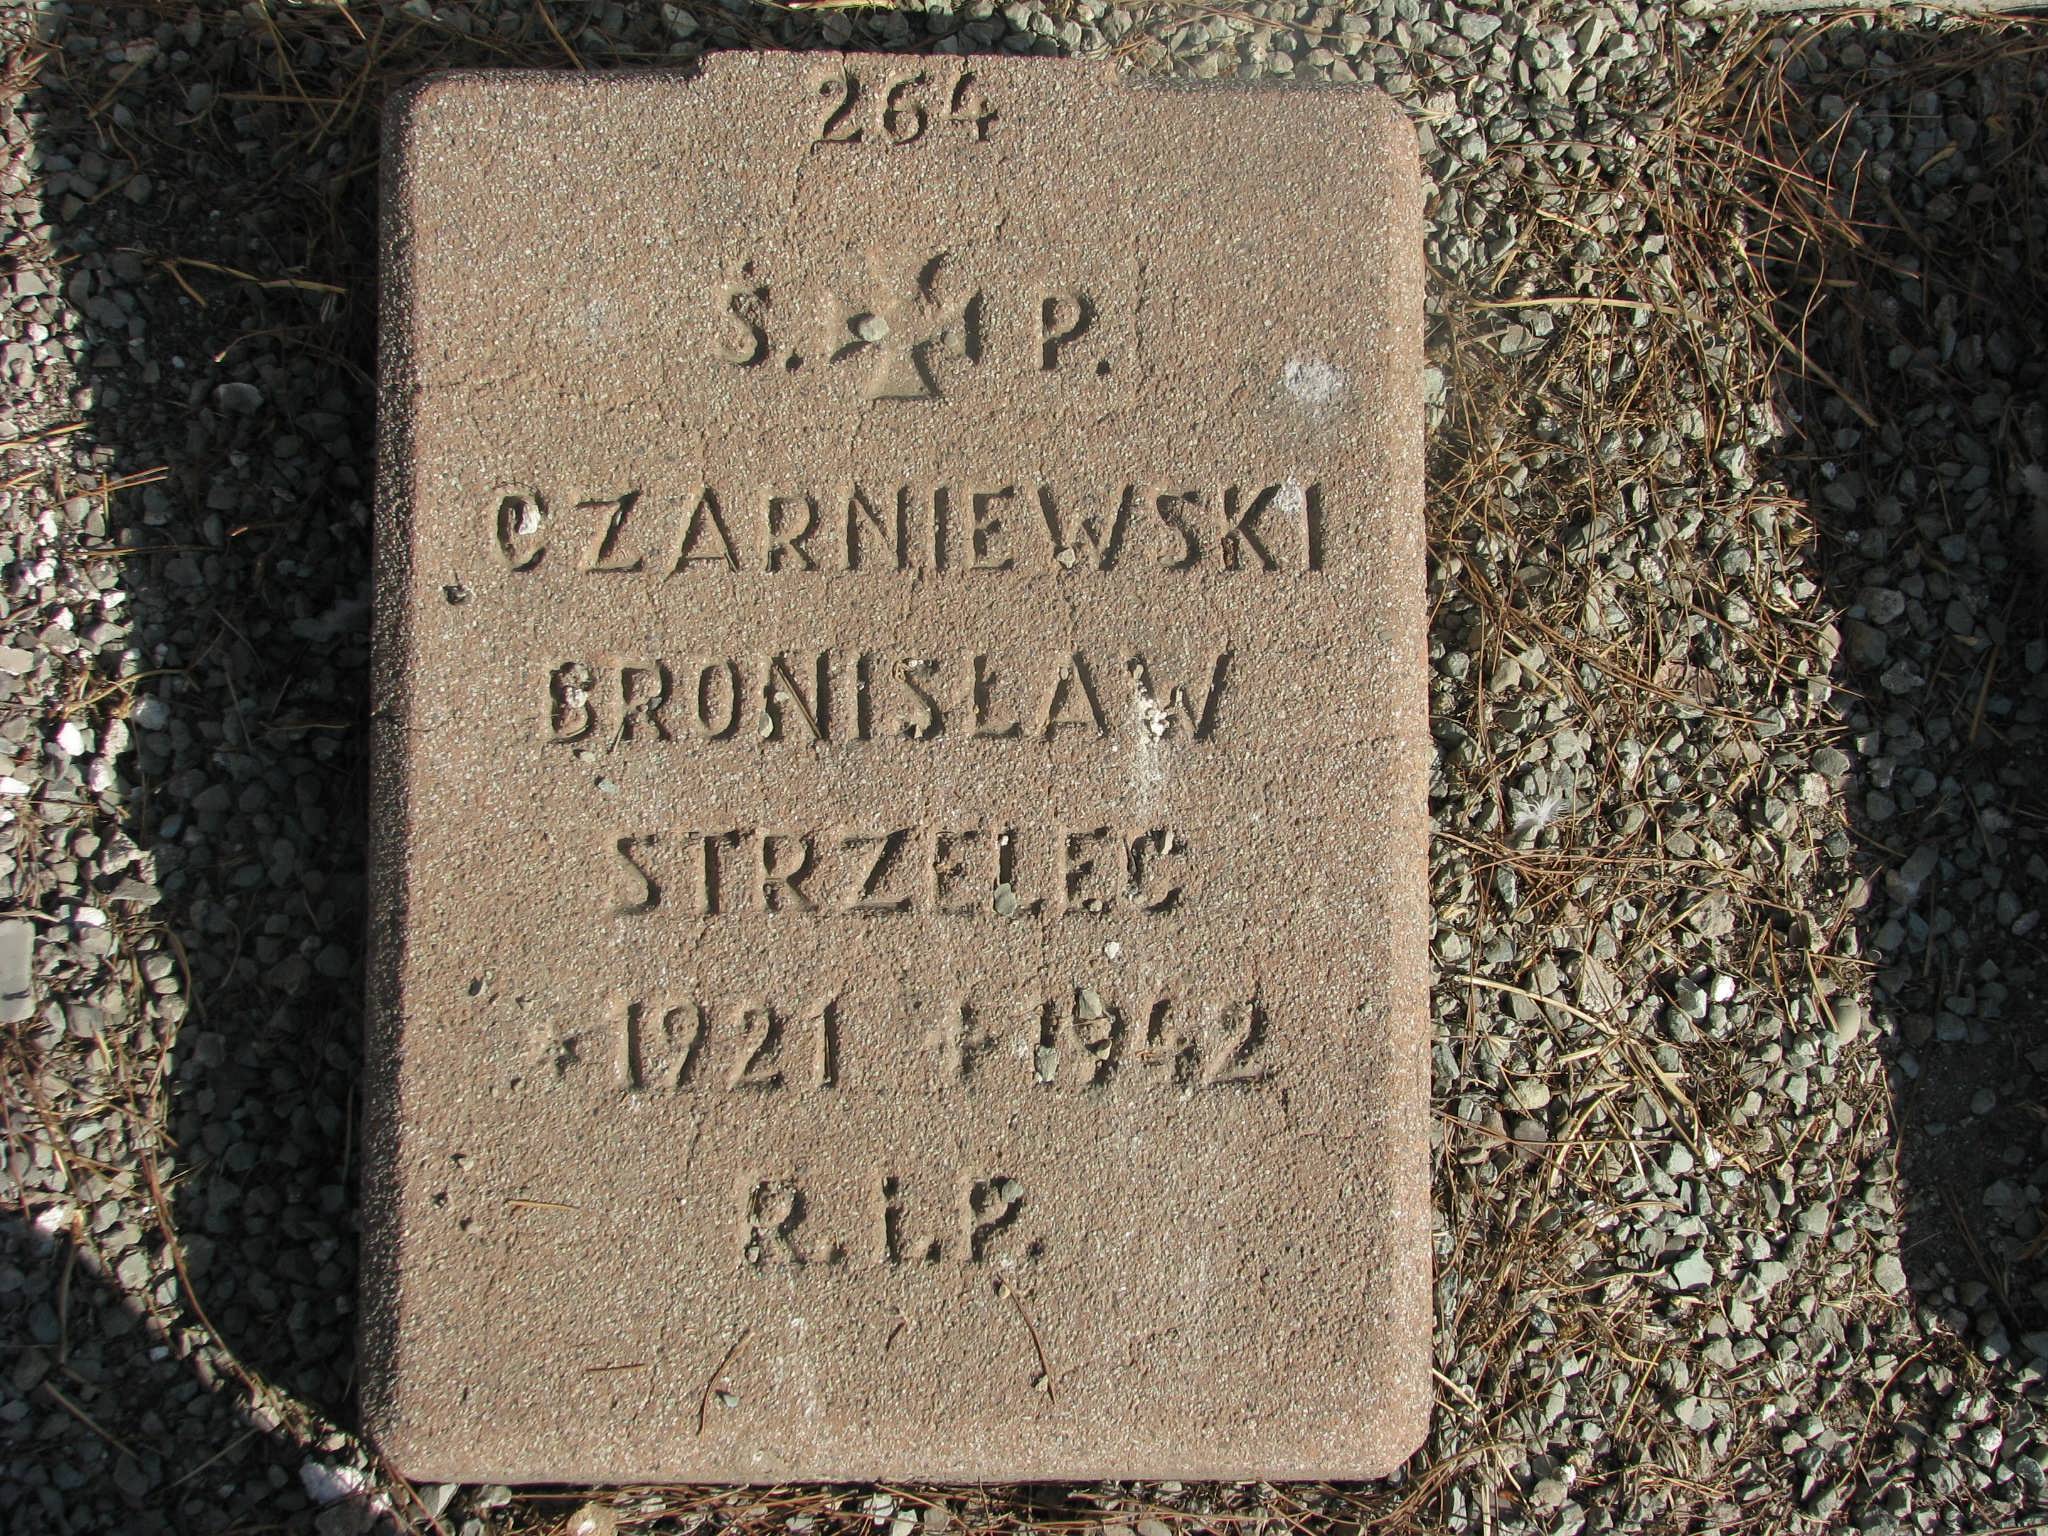 264
Ś. P.
CZARNIEWSKI
BRONISŁAW
STRZELEC
* 1921 + 1942
R. I. P.